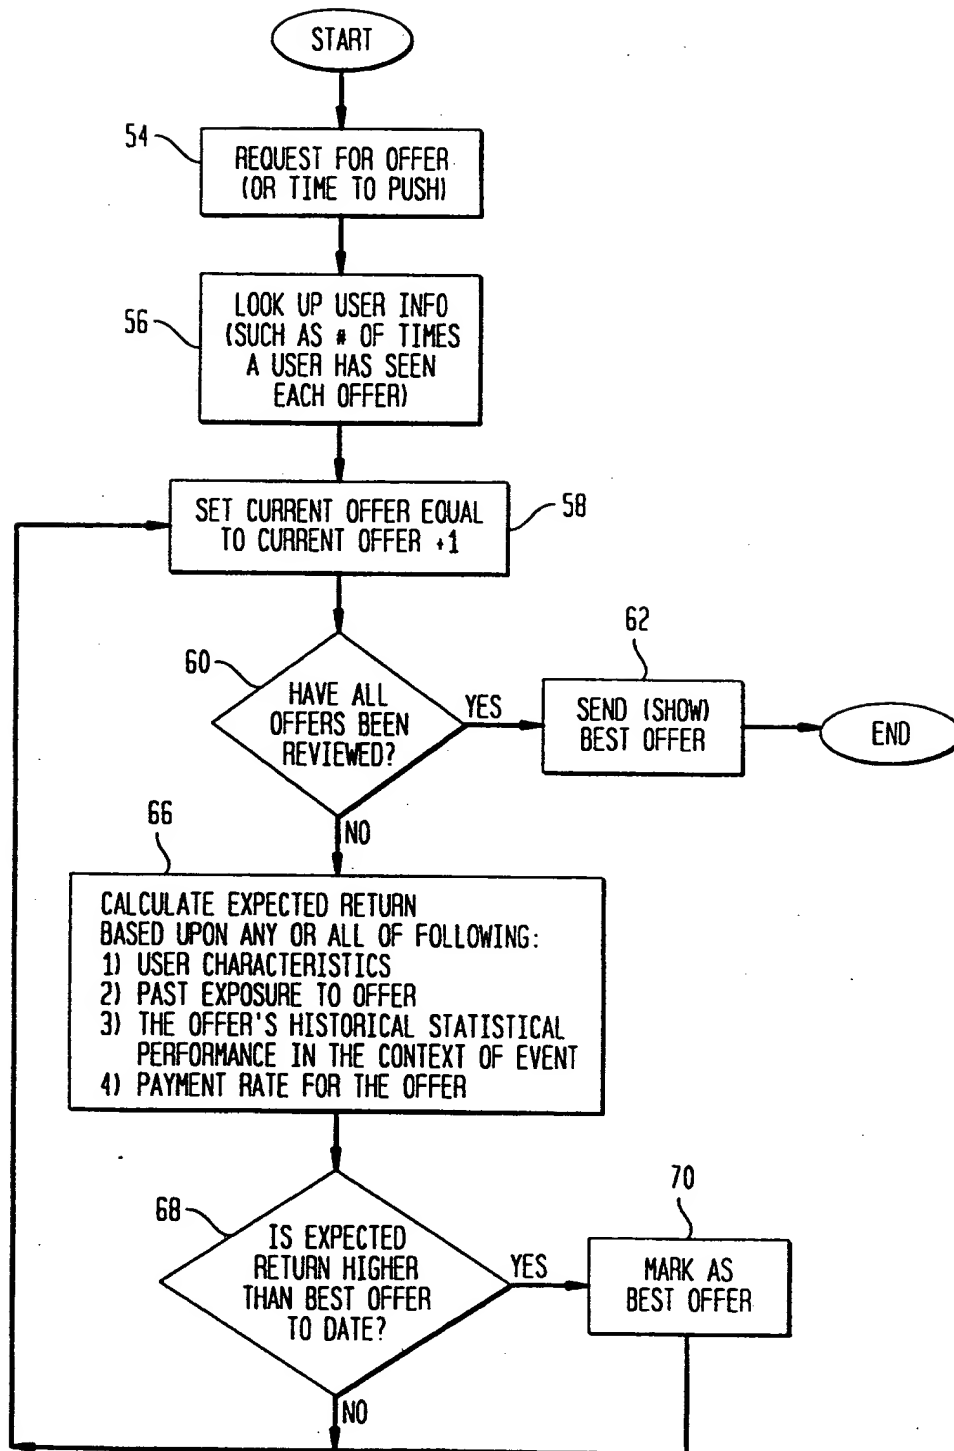 START
54
REQUEST FOR OFFER
(OR TIME TO PUSH)
56
LOOK UP USER INFO
(SUCH AS # OF TIMES
A USER HAS SEEN
EACH OFFER)
SET CURRENT OFFER EQUAL
TO CURRENT OFFER +1
58
60
HAVE ALL
OFFERS BEEN
REVIEWED?
YES
62
SEND (SHOW)
BEST OFFER
END
NO
66
CALCULATE EXPECTED RETURN
BASED UPON ANY OR ALL OF FOLLOWING:
1) USER CHARACTERISTICS
2) PAST EXPOSURE TO OFFER
3) THE OFFER'S HISTORICAL STATISTICAL
PERFORMANCE IN THE CONTEXT OF EVENT
4) PAYMENT RATE FOR THE OFFER
68
IS EXPECTED
RETURN HIGHER
THAN BEST OFFER
TO DATE?
YES
70
MARK AS
BEST OFFER
NO